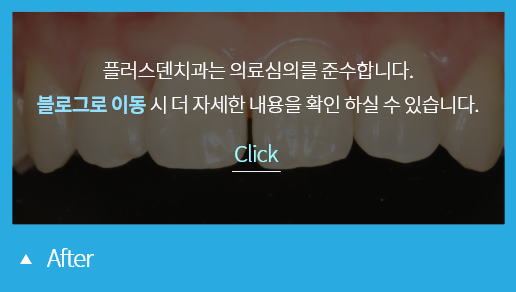 플러스덴치과는 의료심의를 준수합니다.
블로그로 이동 시 더 자세한 내용을 확인 하실 수 있습니다.
Click
▲ After